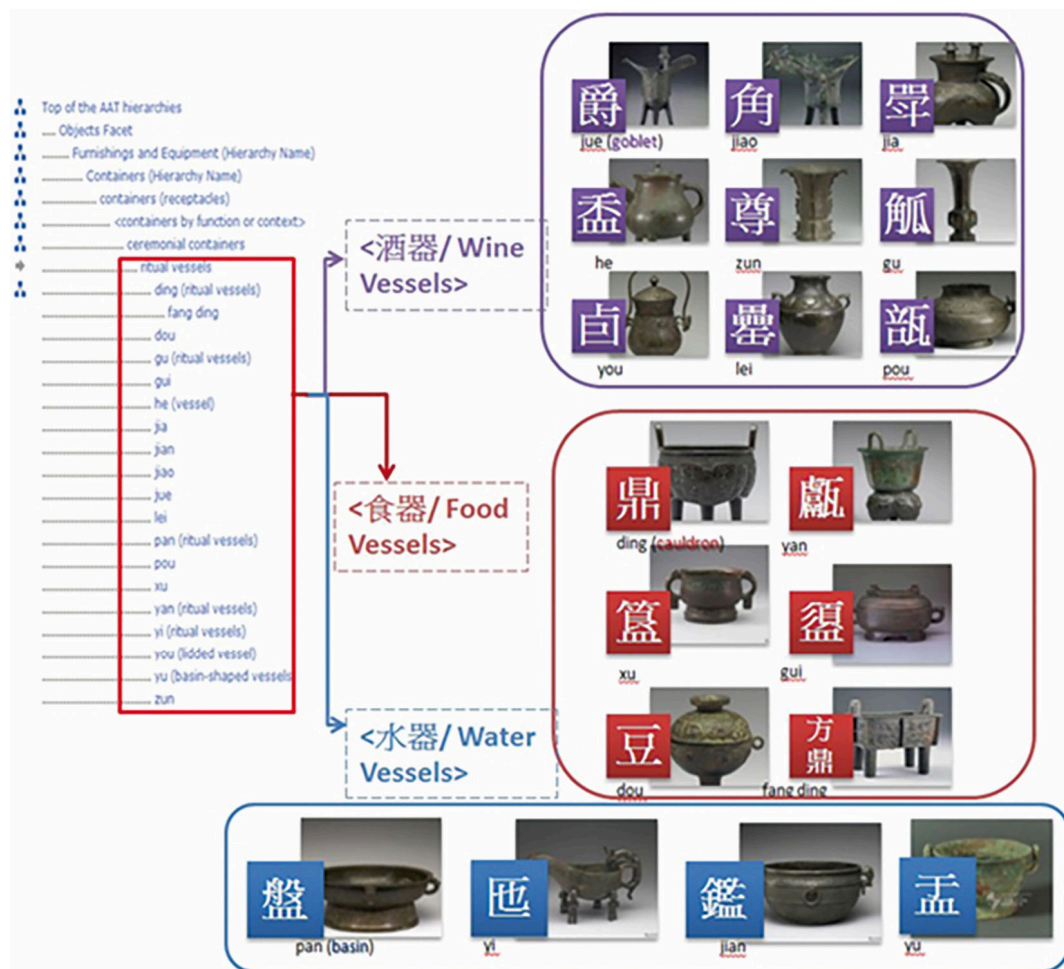 Top of the AAT hierarchies
.... Objects Facet
........ Furnishings and Equipment (Hierarchy Name)
............ Containers (Hierarchy Name)
................ containers (receptacles)
.................... <containers by function or context>
........................ ceremonial containers
............................ ritual vessels
................................ ding (ritual vessels)
.................................... fang ding
................................ dou
................................ gu (ritual vessels)
................................ gui
................................ he (vessel)
................................ jia
................................ jian
................................ jiao
................................ jue
................................ lei
................................ pan (ritual vessels)
................................ pou
................................ xu
................................ yan (ritual vessels)
................................ yi (ritual vessels)
................................ you (lidded vessel)
................................ yu (basin-shaped vessels
................................ zun
<酒器/ Wine
Vessels>
爵 角 斝
jue (goblet) jiao jia
盉 尊 觚
he zun gu
卣 罍 瓿
you lei pou
<食器/ Food
Vessels>
鼎 甗
ding (cauldron) yan
簋 盨
xu gui
豆 方
鼎
dou fang ding
<水器/ Water
Vessels>
盤 匜 鑑 盂
pan (basin) yi jian yu